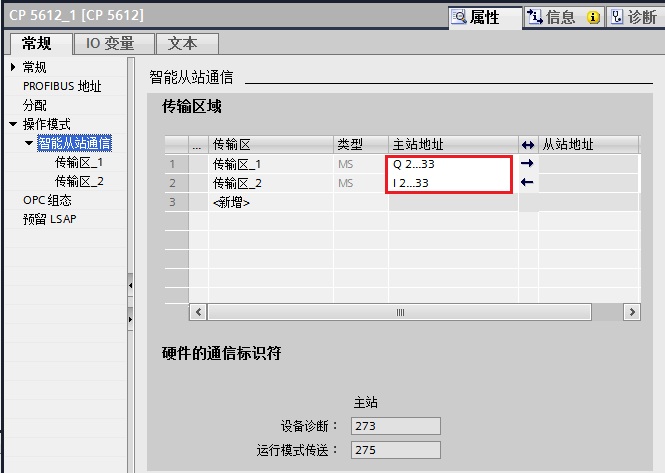 CP 5612_1 [CP 5612]
属性 信息 诊断
常规 IO 变量 文本
常规
PROFIBUS 地址
分配
操作模式
智能从站通信
传输区_1
传输区_2
OPC 组态
预留 LSAP
智能从站通信
传输区域
... 传输区 类型 主站地址 ↔ 从站地址
1 传输区_1 MS Q 2...33 →
2 传输区_2 MS I 2...33 ←
3 <新增>
硬件的通信标识符
主站
设备诊断： 273
运行模式传送： 275